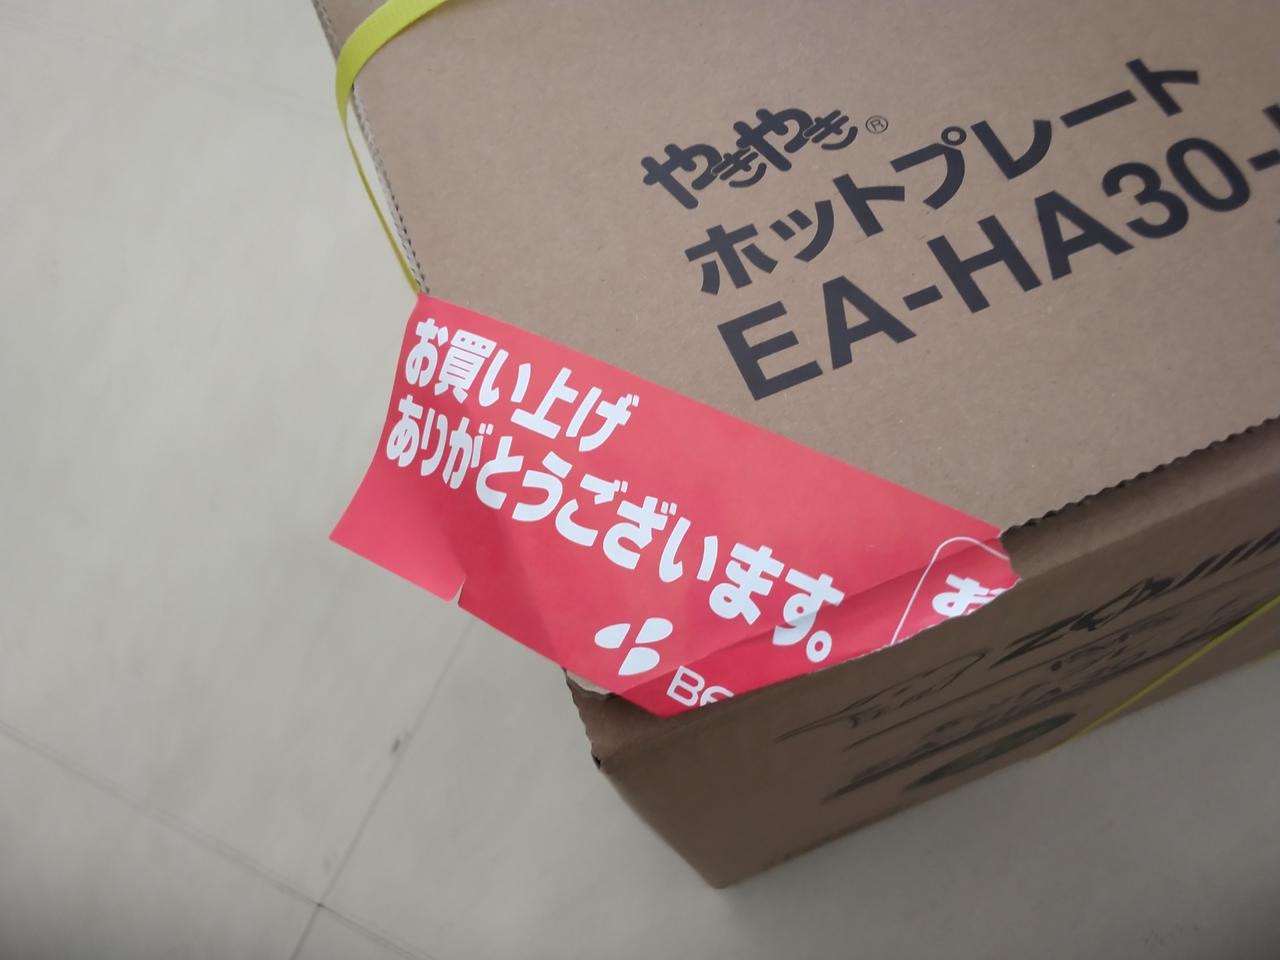 やきやき®
ホットプレート
EA-HA30-
お買い上げ
ありがとうございます。
お